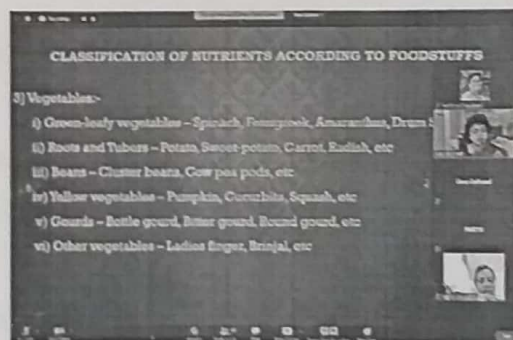 CLASSIFICATION OF NUTRIENTS ACCORDING TO FOODSTUFFS
3) Vegetables:-
i) Green-leafy vegetables – Spinach, Fenugreek, Amaranthus, Drum
ii) Roots and Tubers – Potato, Sweet-potato, Carrot, Radish, etc
iii) Beans – Cluster beans, Cow pea pods, etc
iv) Yellow vegetables – Pumpkin, Cucurbits, Squash, etc
v) Gourds – Bottle gourd, Bitter gourd, Round gourd, etc
vi) Other vegetables – Ladies finger, Brinjal, etc